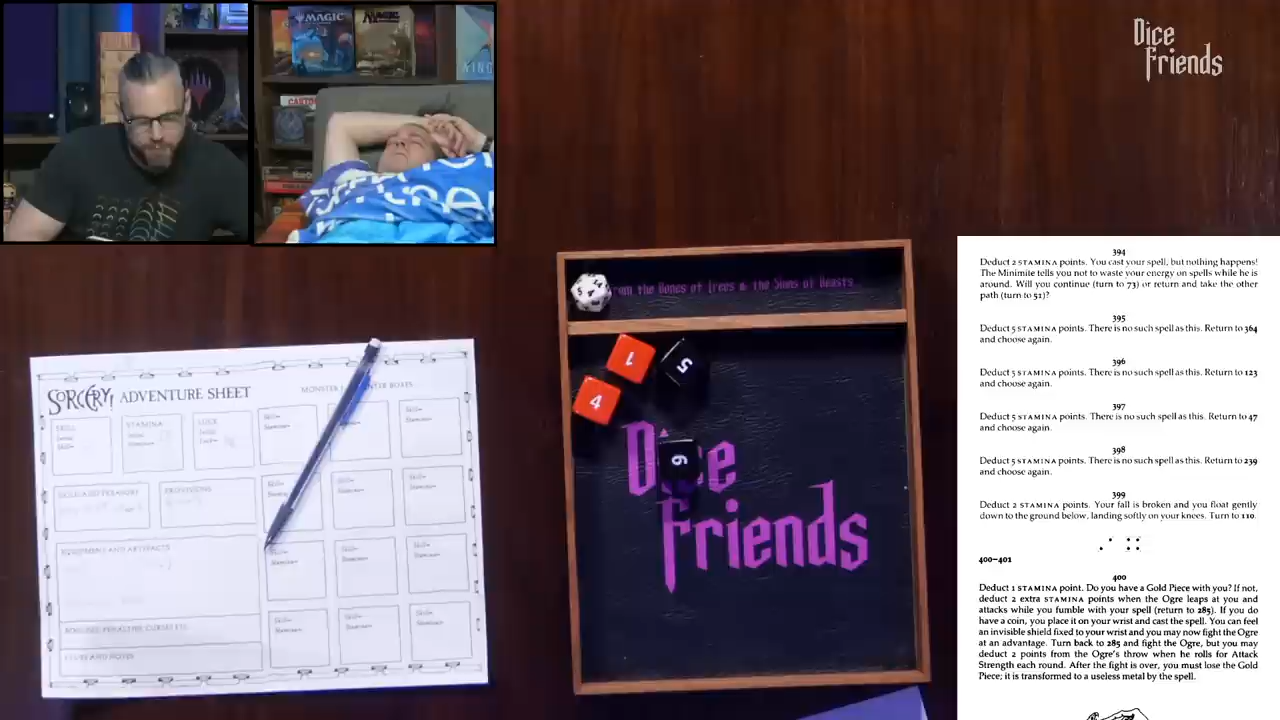 MAGIC
Dice
Friends
from the Bones of Trees & the Skins of Beasts
SORCERY! ADVENTURE SHEET
SKILL
STAMINA
LUCK
PROVISIONS
EQUIPMENT AND ARTEFACTS
CLUES AND NOTES
1
5
4
6
Dice
Friends
394
Deduct 2 STAMINA points. You cast your spell, but nothing happens!
The Minimite tells you not to waste your energy on spells while he is
around. Will you continue (turn to 73) or return and take the other
path (turn to 51)?
395
Deduct 5 STAMINA points. There is no such spell as this. Return to 364
and choose again.
396
Deduct 5 STAMINA points. There is no such spell as this. Return to 123
and choose again.
397
Deduct 5 STAMINA points. There is no such spell as this. Return to 47
and choose again.
398
Deduct 5 STAMINA points. There is no such spell as this. Return to 239
and choose again.
399
Deduct 2 STAMINA points. Your fall is broken and you float gently
down to the ground below, landing softly on your knees. Turn to 110.
400–401
400
Deduct 1 STAMINA point. Do you have a Gold Piece with you? If not,
deduct 2 extra STAMINA points when the Ogre leaps at you and
attacks while you fumble with your spell (return to 285). If you do
have a coin, you place it on your wrist and cast the spell. You can feel
an invisible shield fixed to your wrist and you may now fight the Ogre
at an advantage. Turn back to 285 and fight the Ogre, but you may
deduct 2 points from the Ogre's throw when he rolls for Attack
Strength each round. After the fight is over, you must lose the Gold
Piece; it is transformed to a useless metal by the spell.